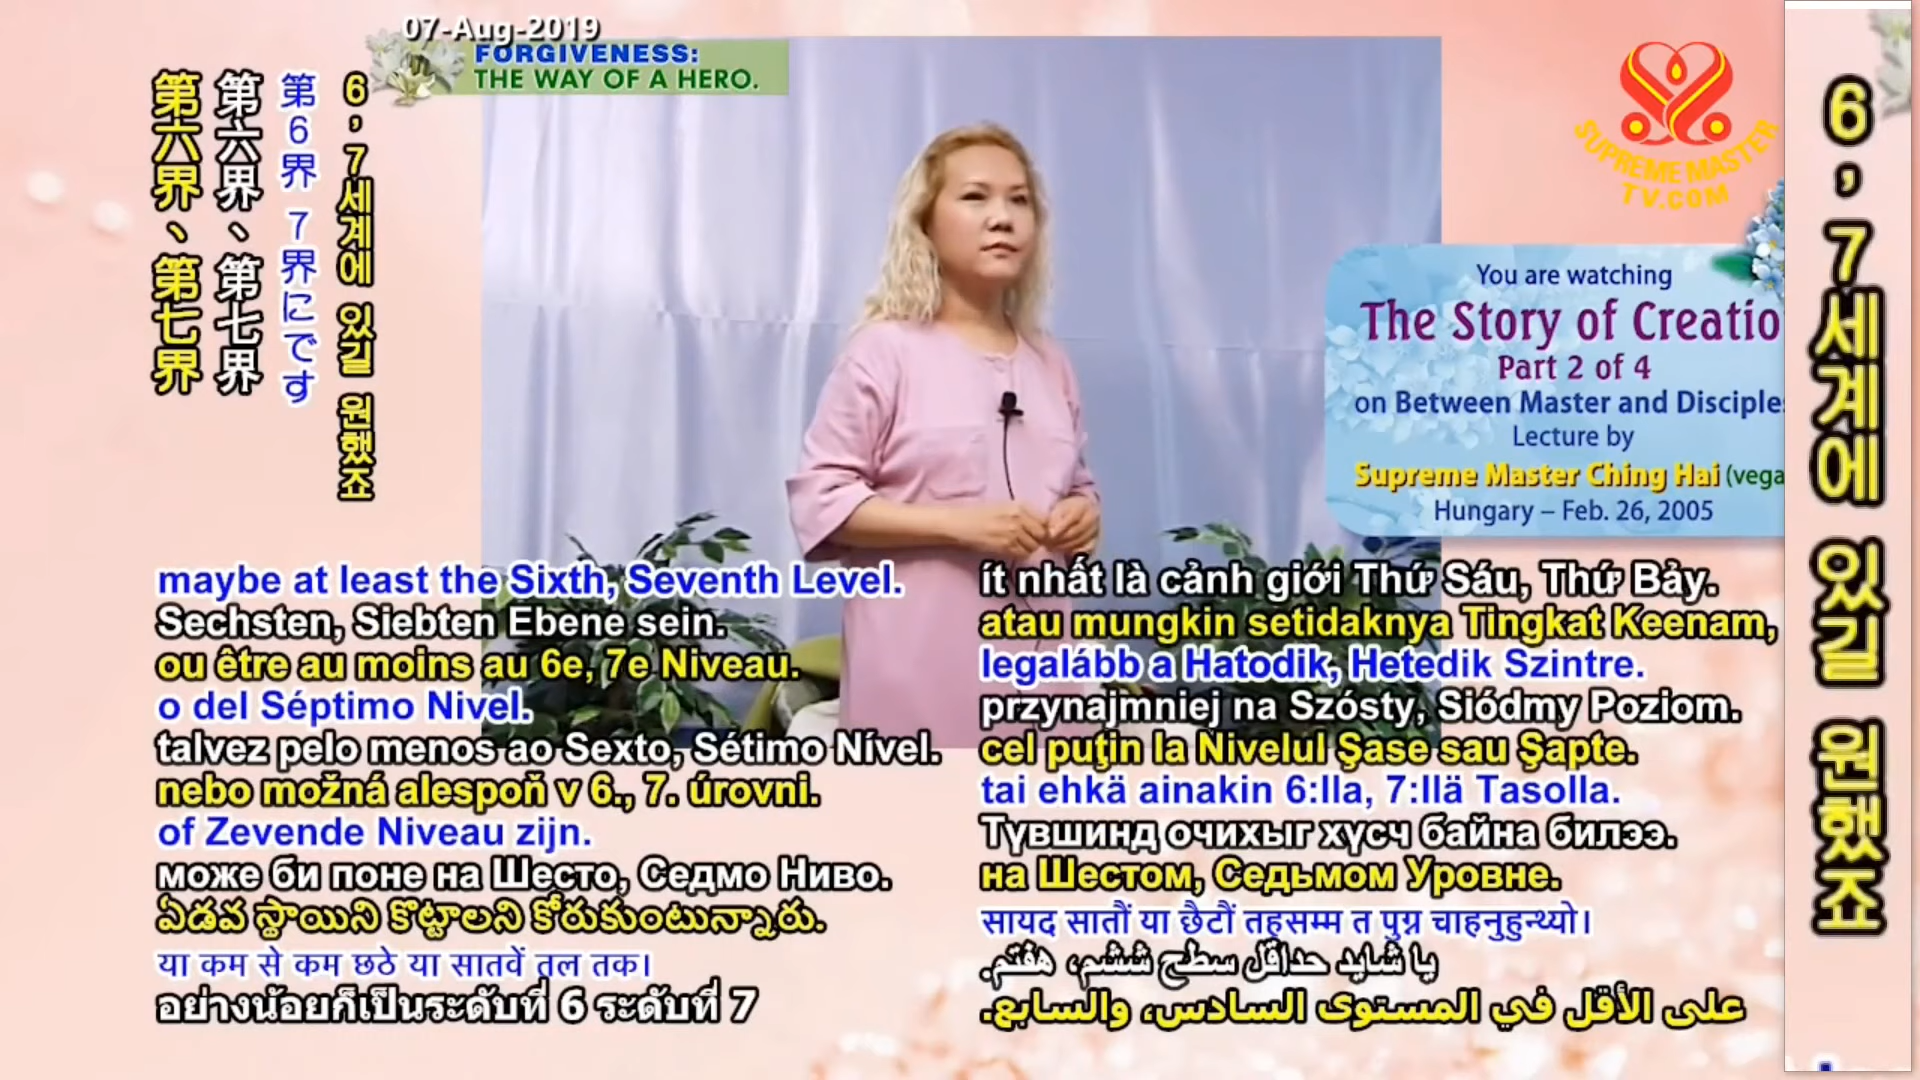 07-Aug-2019
FORGIVENESS:
THE WAY OF A HERO.
SUPREME MASTER
TV.COM
第六界、第七界
第六界、第七界
第6界 7界にです
6, 7세계에 있길 원했죠
6, 7세계에 있길 원했죠
You are watching
The Story of Creatio
Part 2 of 4
on Between Master and Disciple
Lecture by
Supreme Master Ching Hai (vega
Hungary – Feb. 26, 2005
maybe at least the Sixth, Seventh Level.
Sechsten, Siebten Ebene sein.
ou être au moins au 6e, 7e Niveau.
o del Séptimo Nivel.
talvez pelo menos ao Sexto, Sétimo Nível.
nebo možná alespoň v 6., 7. úrovni.
of Zevende Niveau zijn.
може би поне на Шесто, Седмо Ниво.
ఏడవ స్థాయిని కొట్టాలని కోరుకుంటున్నారు.
या कम से कम छठे या सातवें तल तक।
อย่างน้อยก็เป็นระดับที่ 6 ระดับที่ 7
ít nhất là cảnh giới Thứ Sáu, Thứ Bảy.
atau mungkin setidaknya Tingkat Keenam,
legalább a Hatodik, Hetedik Szintre.
przynajmniej na Szósty, Siódmy Poziom.
cel puţin la Nivelul Şase sau Şapte.
tai ehkä ainakin 6:lla, 7:llä Tasolla.
Түвшинд очихыг хүсч байна билээ.
на Шестом, Седьмом Уровне.
सायद सातौं या छैटौं तहसम्म त पुग्न चाहनुहुन्थ्यो।
یا شاید حداقل سطح ششم، هفتم.
على الأقل في المستوى السادس، والسابع.